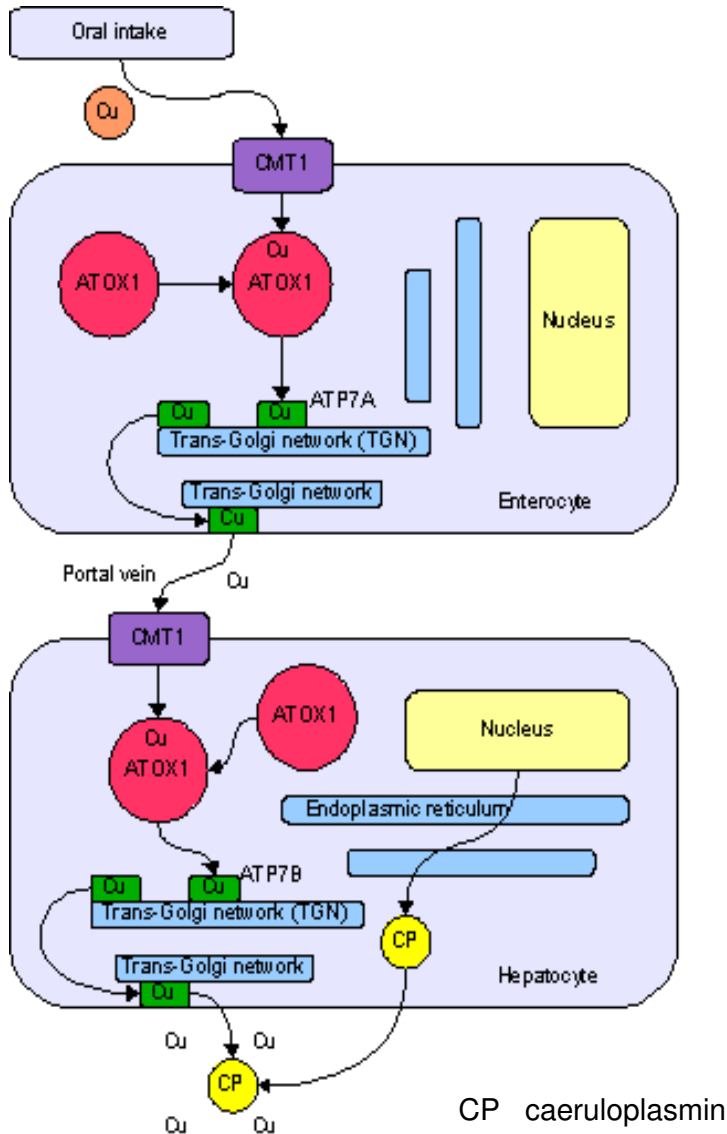 Oral intake
Cu
CMT1
Cu
ATOX1
ATOX1
Nucleus
ATP7A
Cu
Cu
Trans-Golgi network (TGN)
Trans-Golgi network
Cu
Enterocyte
Portal vein
Cu
CMT1
ATOX1
Cu
ATOX1
Nucleus
Endoplasmic reticulum
ATP7B
Cu
Cu
Trans-Golgi network (TGN)
CP
Trans-Golgi network
Cu
Hepatocyte
Cu
Cu
CP
CP caeruloplasmin
Cu
Cu